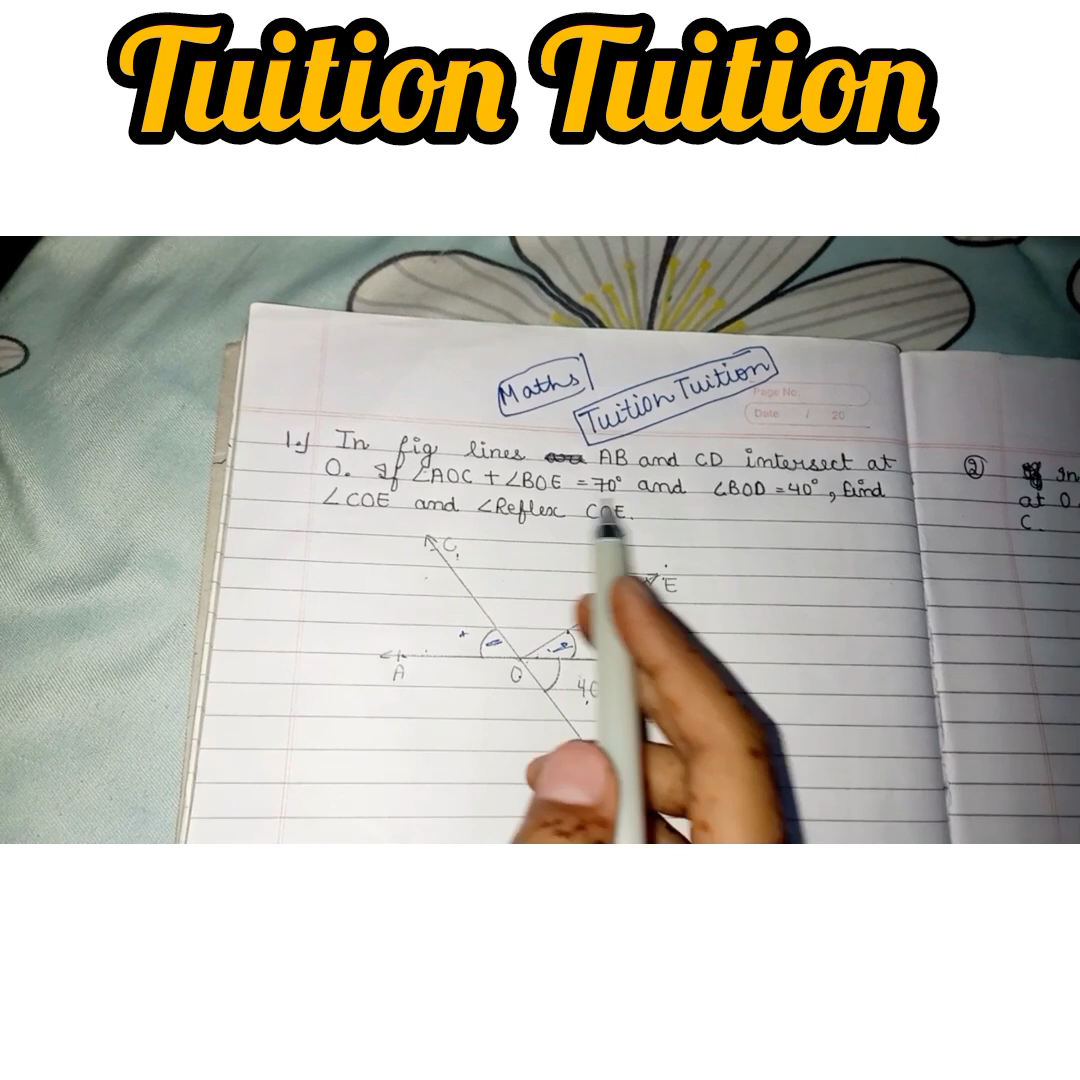 Tuition Tuition
Maths
Tuition Tuition
Page No.
Date / 20
1.) In fig lines AB and CD intersect at
O. If ∠AOC + ∠BOE = 70° and ∠BOD = 40°, find
∠COE and ∠Reflex COE.
C
E
A
O
40
② In
at O.
C.